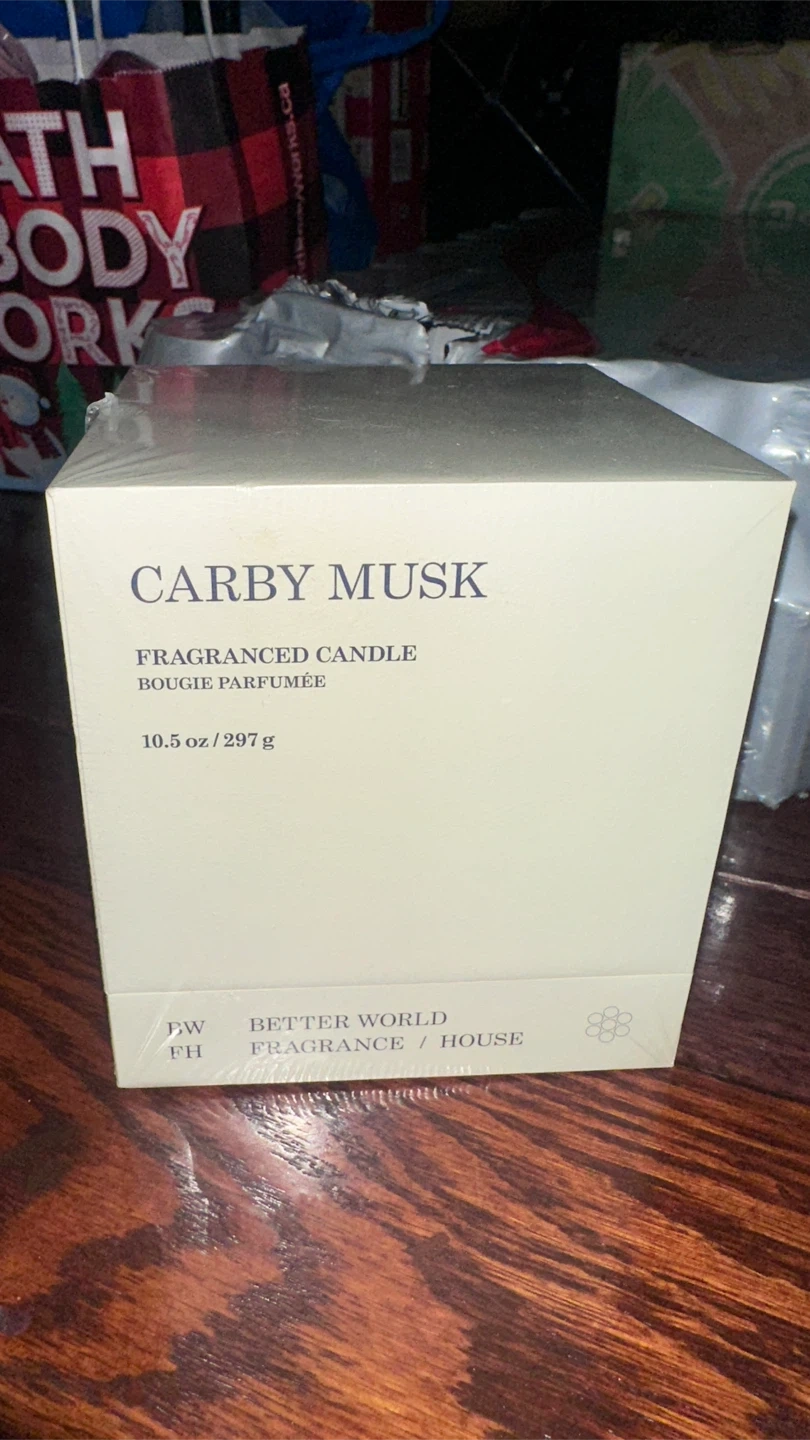 ATH
BODY
ORKS
CARBY MUSK
FRAGRANCED CANDLE
BOUGIE PARFUMÉE
10.5 oz / 297 g
BW BETTER WORLD
FH FRAGRANCE / HOUSE